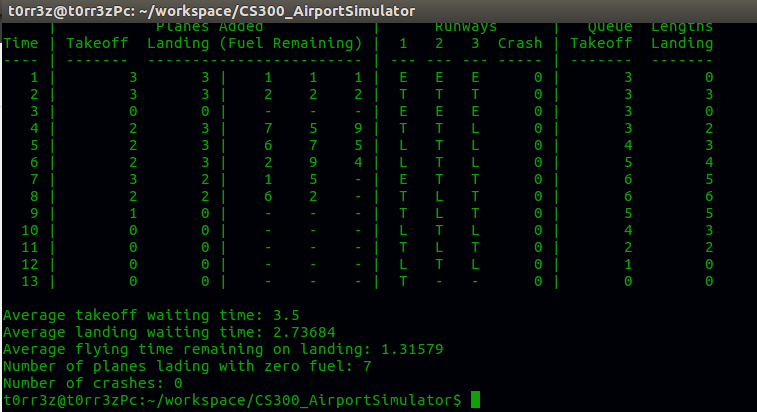 t0rr3z@t0rr3zPc: ~/workspace/CS300_AirportSimulator
     |        Planes Added              |      Runways       |   Queue  Lengths
Time | Takeoff  Landing (Fuel Remaining) |  1   2   3  Crash | Takeoff  Landing
---- | -------  ------------------------ | --- --- --- ----- | -------  -------
   1 |       3       3 |    1    1    1 |  E   E   E      0 |       3        0
   2 |       3       3 |    2    2    2 |  T   T   T      0 |       3        3
   3 |       0       0 |    -    -    - |  E   E   E      0 |       3        0
   4 |       2       3 |    7    5    9 |  T   T   L      0 |       3        2
   5 |       2       3 |    6    7    5 |  L   T   L      0 |       4        3
   6 |       2       3 |    2    9    4 |  L   T   L      0 |       5        4
   7 |       3       2 |    1    5    - |  E   T   T      0 |       6        5
   8 |       2       2 |    6    2    - |  T   L   T      0 |       6        6
   9 |       1       0 |    -    -    - |  T   L   T      0 |       5        5
  10 |       0       0 |    -    -    - |  L   T   L      0 |       4        3
  11 |       0       0 |    -    -    - |  T   L   T      0 |       2        2
  12 |       0       0 |    -    -    - |  L   T   L      0 |       1        0
  13 |       0       0 |    -    -    - |  T   -   -      0 |       0        0
Average takeoff waiting time: 3.5
Average landing waiting time: 2.73684
Average flying time remaining on landing: 1.31579
Number of planes lading with zero fuel: 7
Number of crashes: 0
t0rr3z@t0rr3zPc:~/workspace/CS300_AirportSimulator$